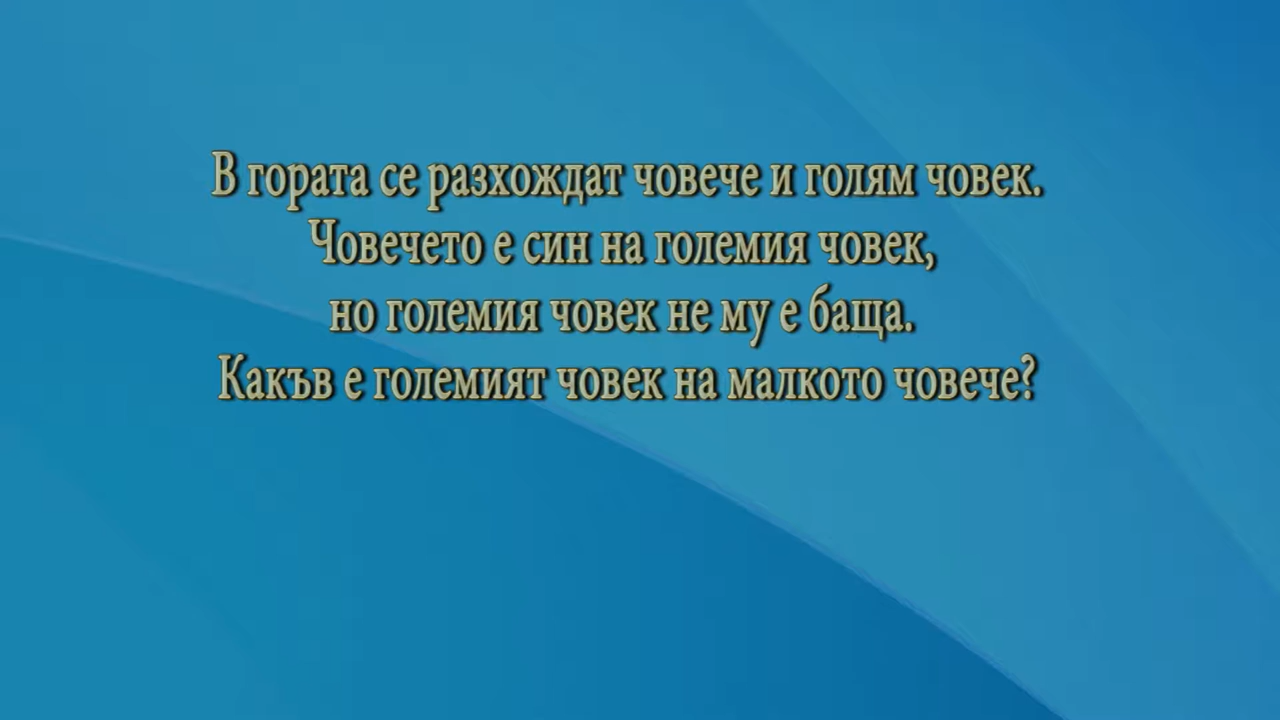 В гората се разхождат човече и голям човек.
Човечето е син на големия човек,
но големия човек не му е баща.
Какъв е големият човек на малкото човече?